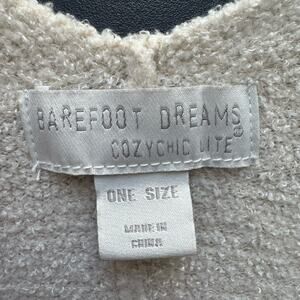 BAREFOOT DREAMS®
COZYCHIC LITE
ONE SIZE
MADE IN
CHINA